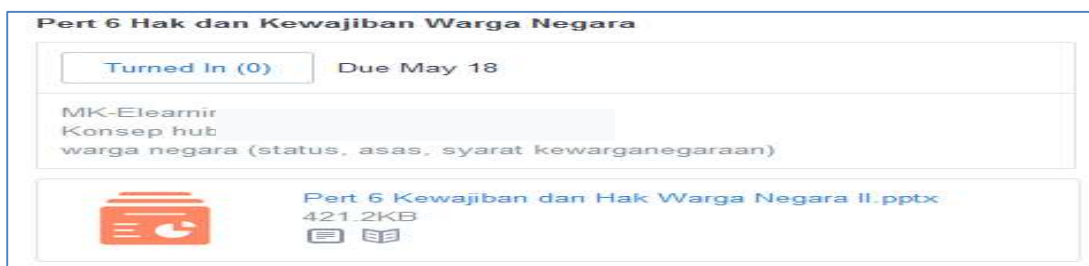 Pert 6 Hak dan Kewajiban Warga Negara
Turned In (0) Due May 18
Konsep
warga negara (status, asas, syarat kewarganegaraan)
Pert 6 Kewajiban dan Hak Warga Negara II.pptx
421.2KB